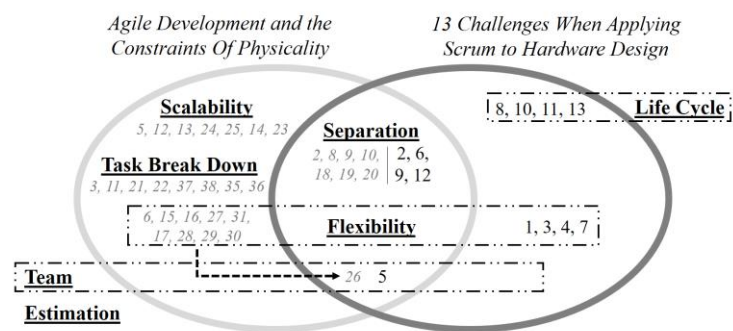 Agile Development and the
Constraints Of Physicality
13 Challenges When Applying
Scrum to Hardware Design
Scalability
5, 12, 13, 24, 25, 14, 23
Separation
2, 8, 9, 10,
18, 19, 20
2, 6,
9, 12
8, 10, 11, 13
Life Cycle
Task Break Down
3, 11, 21, 22, 37, 38, 35, 36
6, 15, 16, 27, 31,
17, 28, 29, 30
Flexibility
1, 3, 4, 7
Team
26
5
Estimation